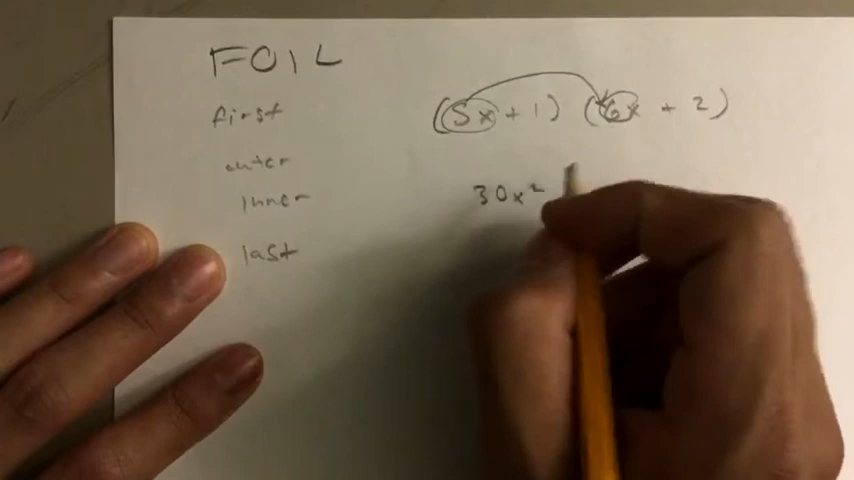 FOIL
first
outer
inner
last
(5x + 1) (6x + 2)
30x²